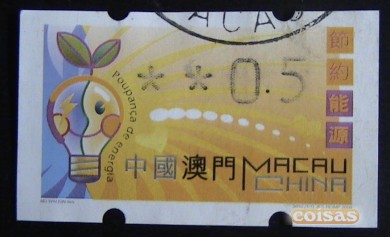 ACAO
**0.5
節約能源
Poupança de energia
中國澳門 MACAU
CHINA
coisas